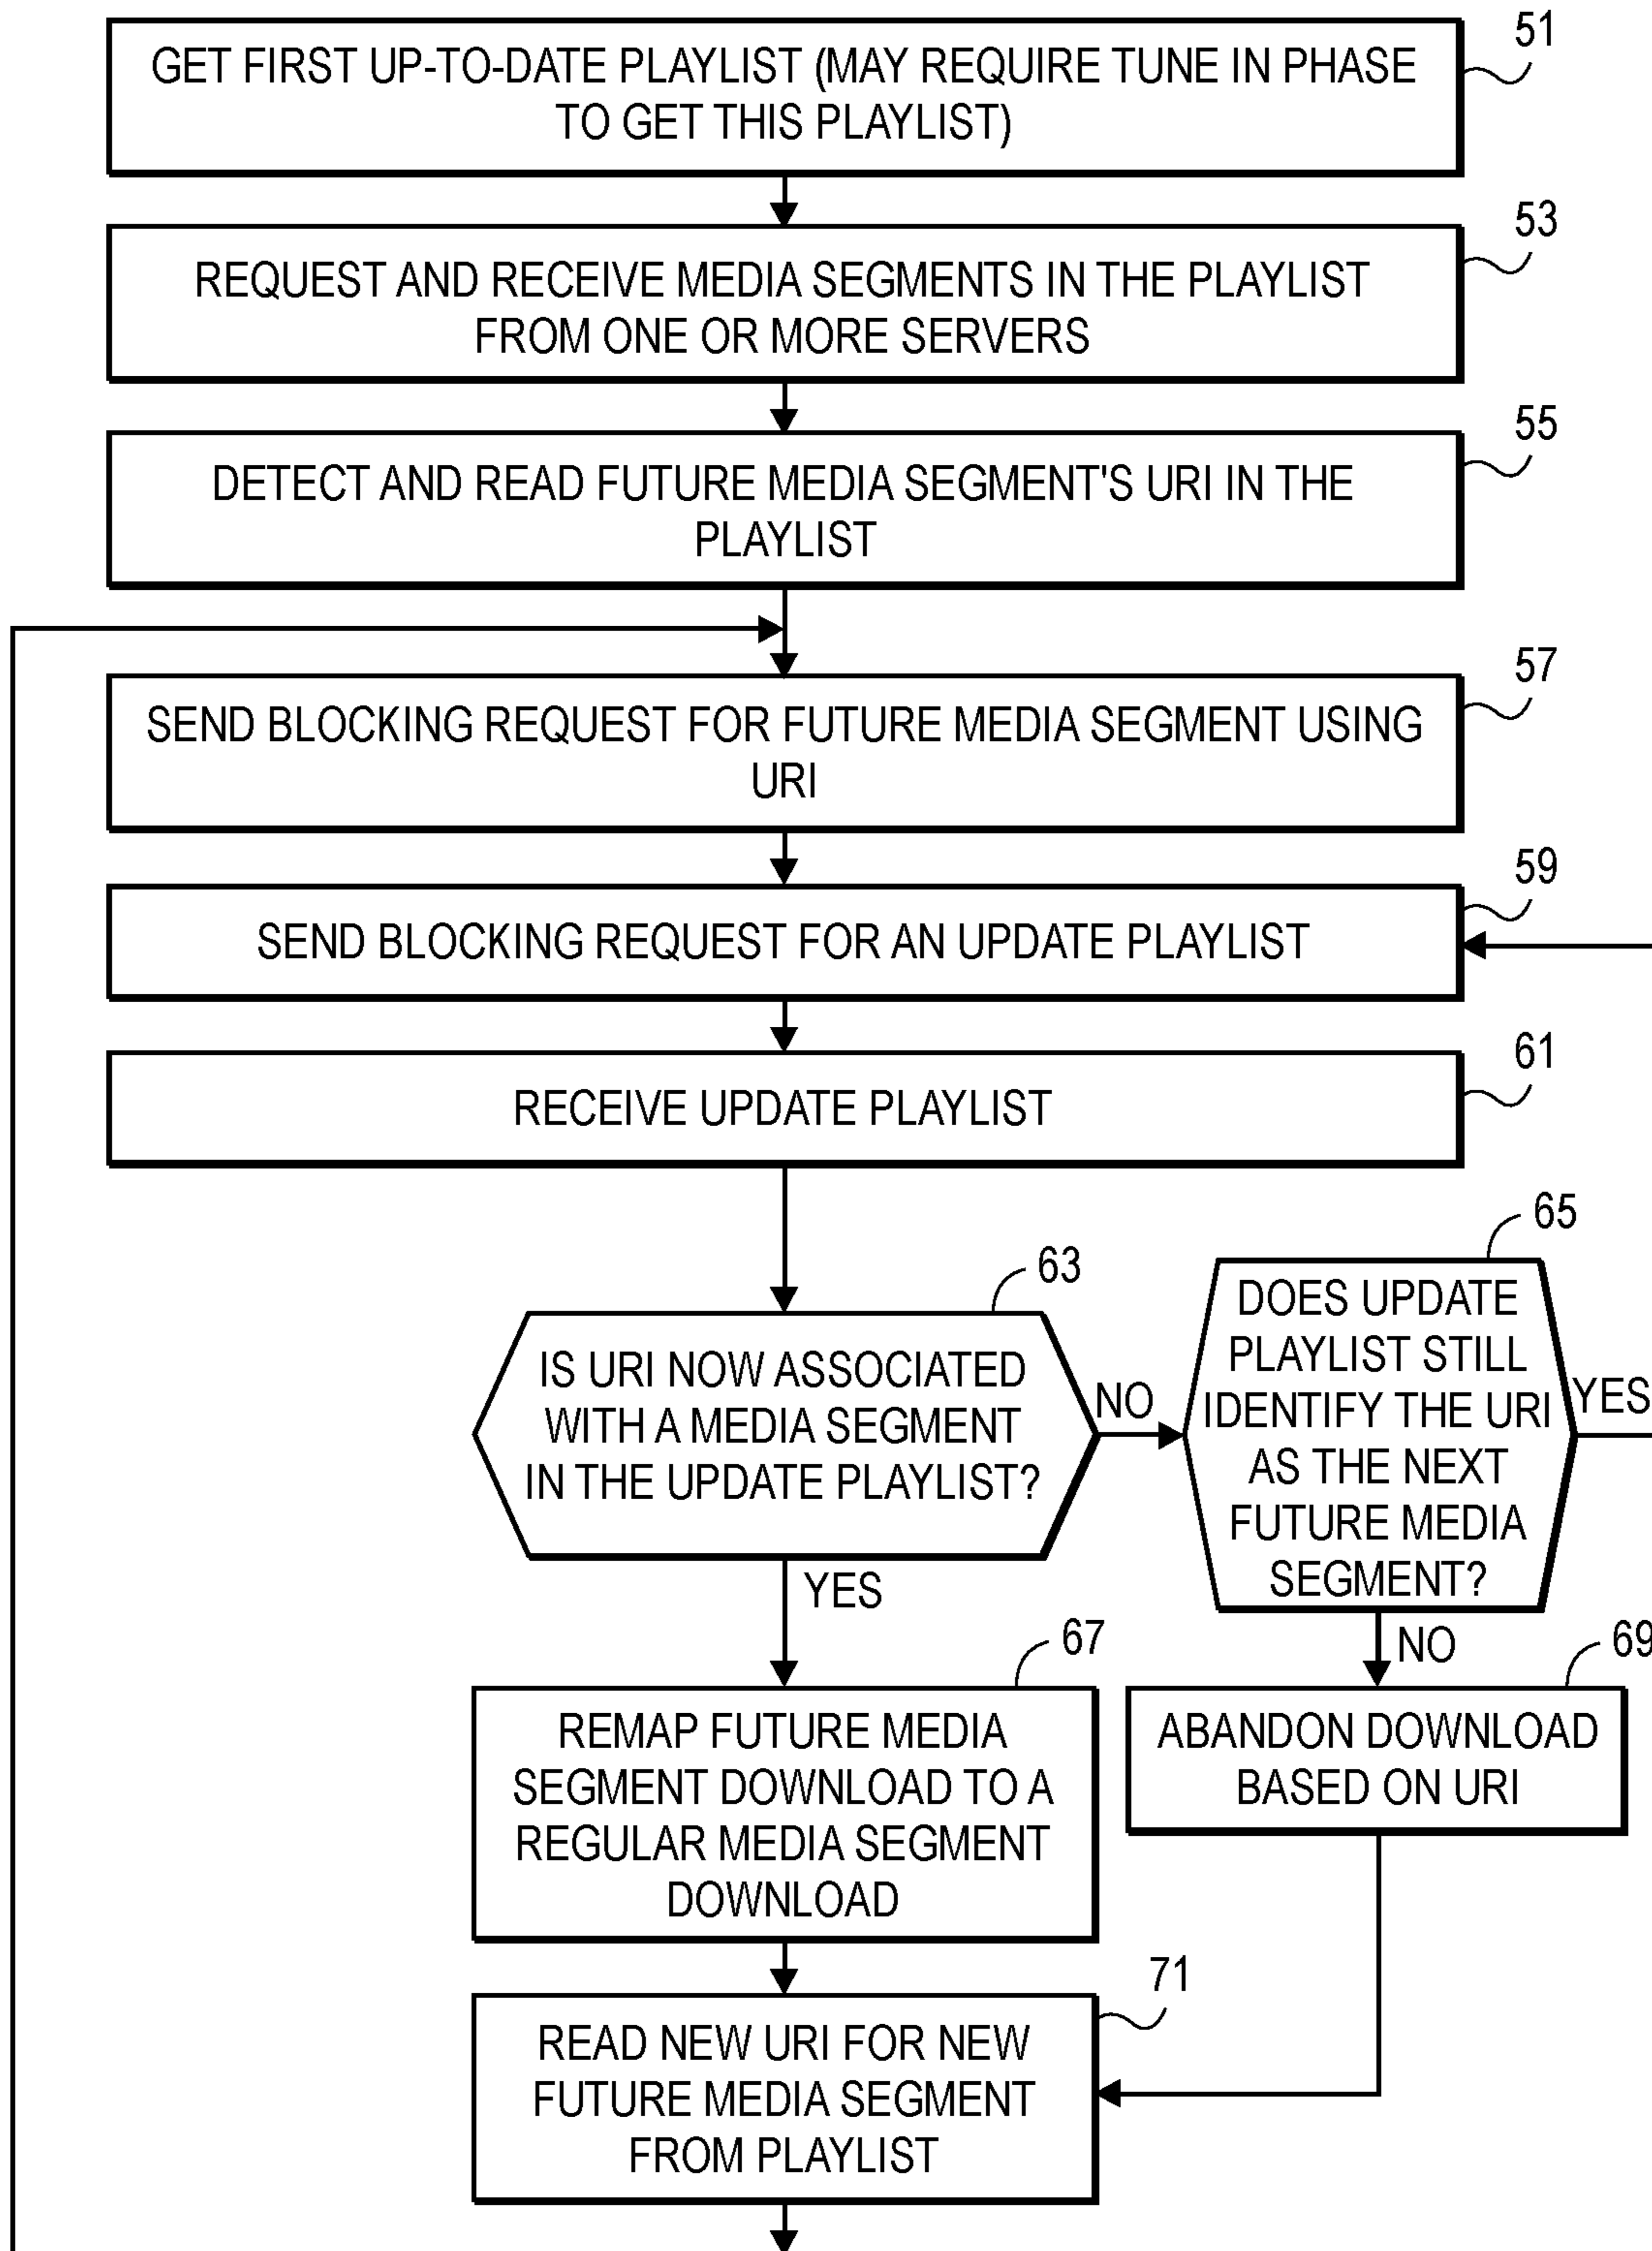 51
GET FIRST UP-TO-DATE PLAYLIST (MAY REQUIRE TUNE IN PHASE
TO GET THIS PLAYLIST)
53
REQUEST AND RECEIVE MEDIA SEGMENTS IN THE PLAYLIST
FROM ONE OR MORE SERVERS
55
DETECT AND READ FUTURE MEDIA SEGMENT'S URI IN THE
PLAYLIST
57
SEND BLOCKING REQUEST FOR FUTURE MEDIA SEGMENT USING
URI
59
SEND BLOCKING REQUEST FOR AN UPDATE PLAYLIST
61
RECEIVE UPDATE PLAYLIST
63
IS URI NOW ASSOCIATED
WITH A MEDIA SEGMENT
IN THE UPDATE PLAYLIST?
NO
YES
65
DOES UPDATE
PLAYLIST STILL
IDENTIFY THE URI
AS THE NEXT
FUTURE MEDIA
SEGMENT?
YES
NO
67
REMAP FUTURE MEDIA
SEGMENT DOWNLOAD TO A
REGULAR MEDIA SEGMENT
DOWNLOAD
69
ABANDON DOWNLOAD
BASED ON URI
71
READ NEW URI FOR NEW
FUTURE MEDIA SEGMENT
FROM PLAYLIST